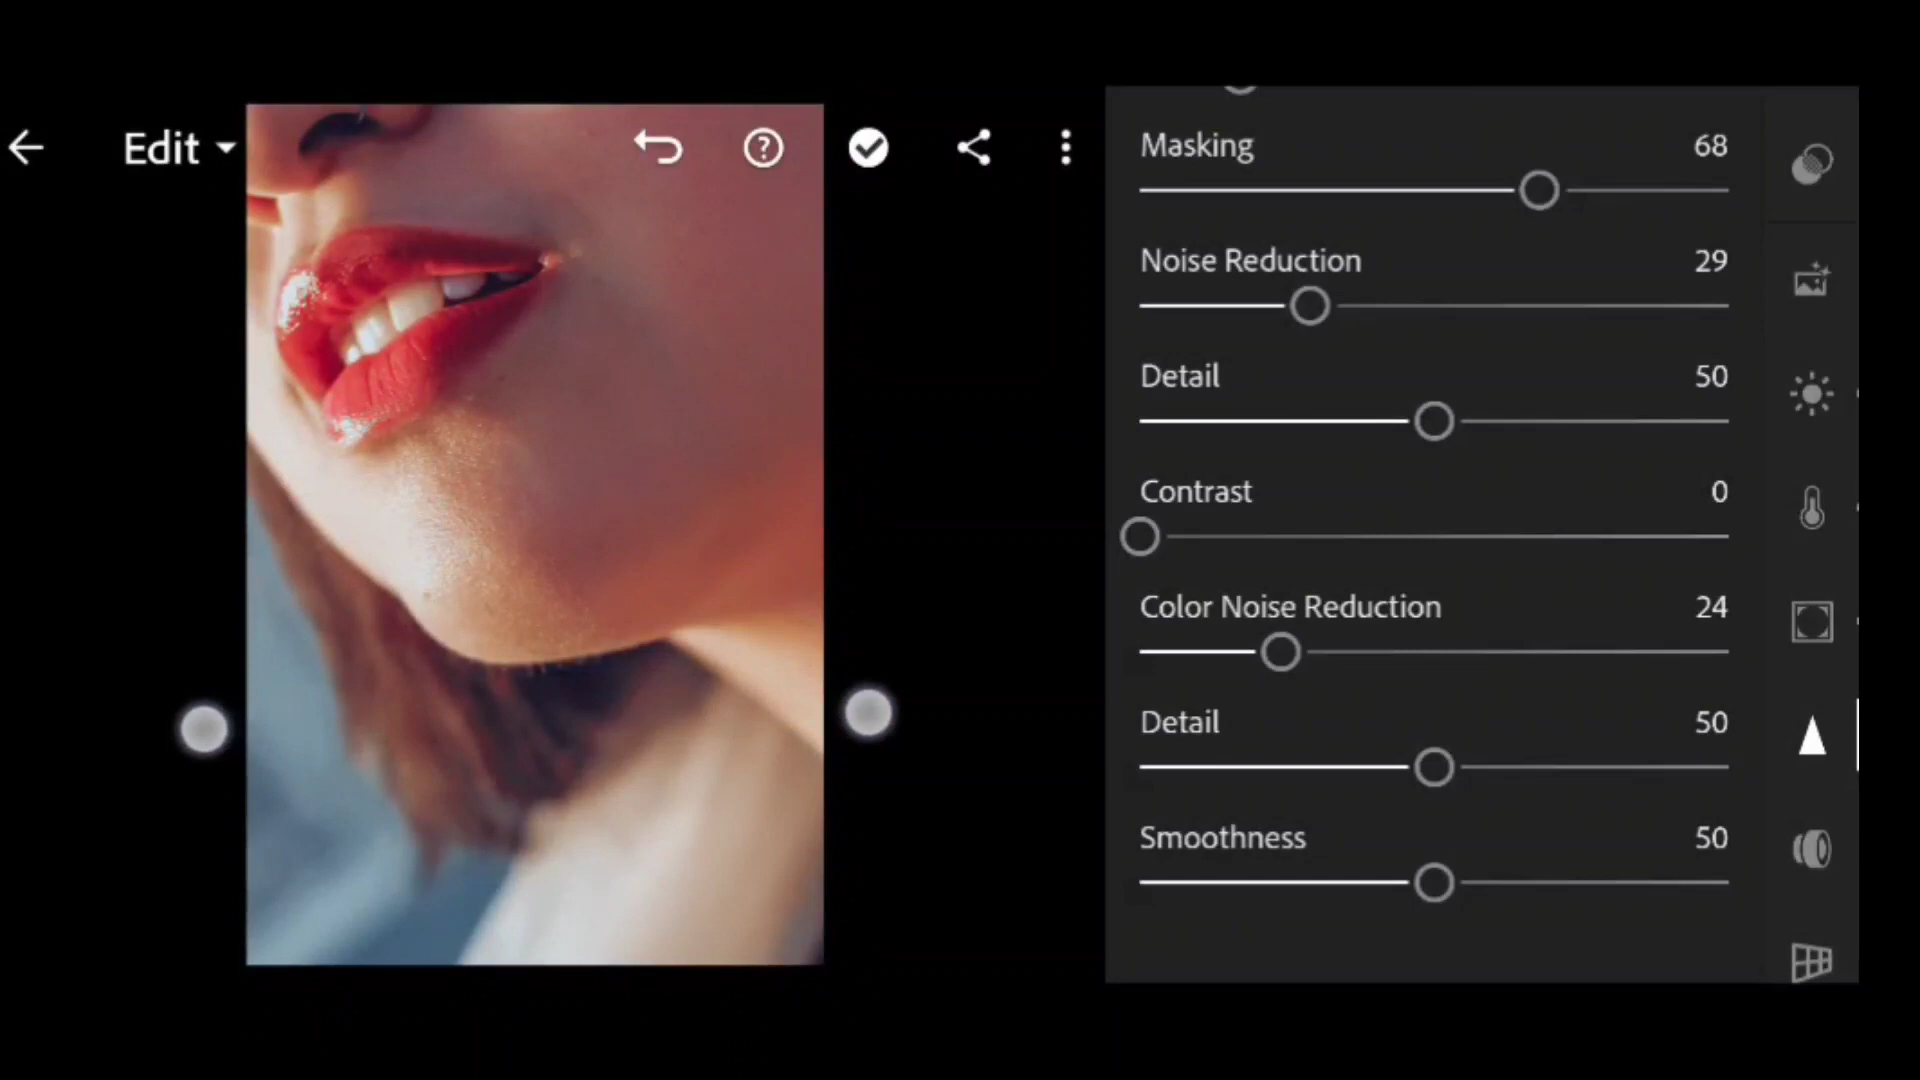 Edit
Masking 68
Noise Reduction 29
Detail 50
Contrast 0
Color Noise Reduction 24
Detail 50
Smoothness 50